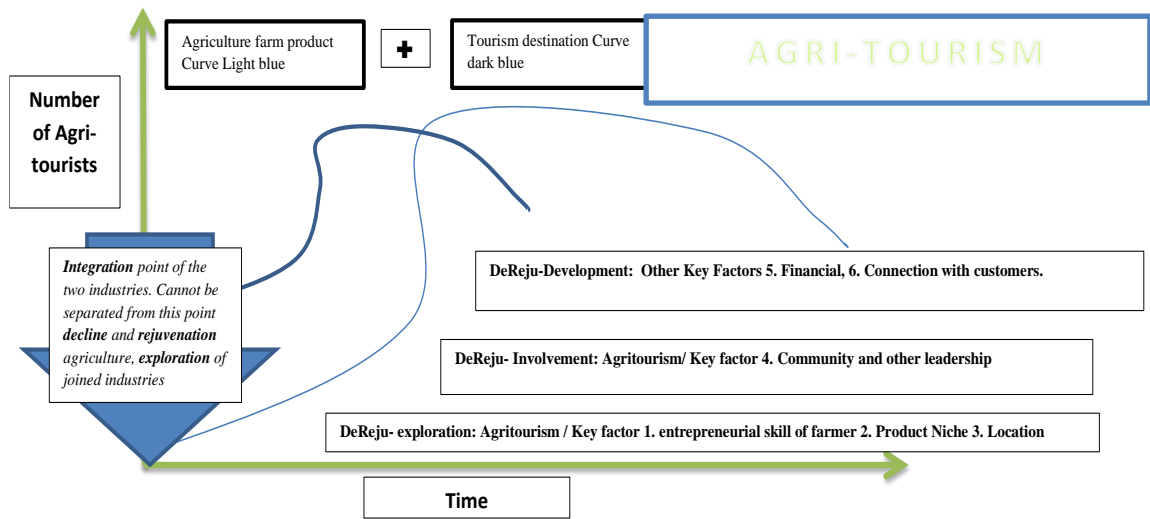 Agriculture farm product
Curve Light blue
+
Tourism destination Curve
dark blue
AGRI-TOURISM
Number
of Agri-
tourists
Integration point of the
two industries. Cannot be
separated from this point
decline and rejuvenation
agriculture, exploration of
joined industries
DeReju-Development:  Other Key Factors 5. Financial, 6. Connection with customers.
DeReju- Involvement: Agritourism/ Key factor 4. Community and other leadership
DeReju- exploration: Agritourism / Key factor 1. entrepreneurial skill of farmer 2. Product Niche 3. Location
Time